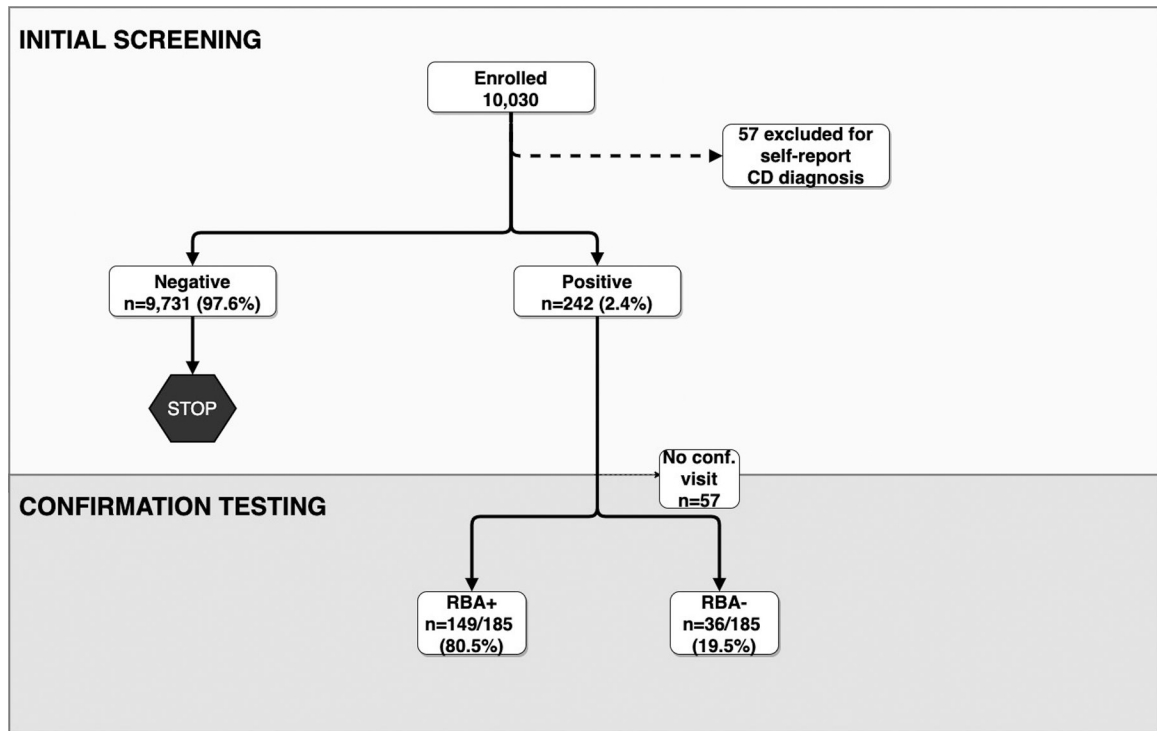 INITIAL SCREENING
Enrolled
10,030
57 excluded for
self-report
CD diagnosis
Negative
n=9,731 (97.6%)
Positive
n=242 (2.4%)
STOP
No conf.
visit
n=57
CONFIRMATION TESTING
RBA+
n=149/185
(80.5%)
RBA-
n=36/185
(19.5%)